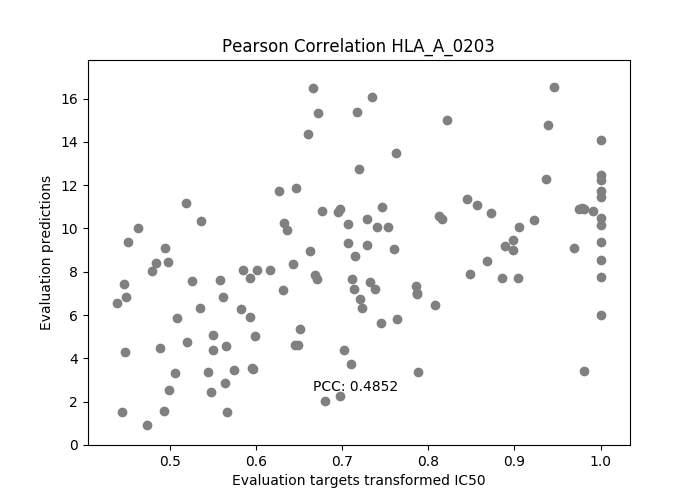 Pearson Correlation HLA_A_0203
Evaluation predictions
16
14
12
10
8
6
4
2
0
PCC: 0.4852
0.5 0.6 0.7 0.8 0.9 1.0
Evaluation targets transformed IC50